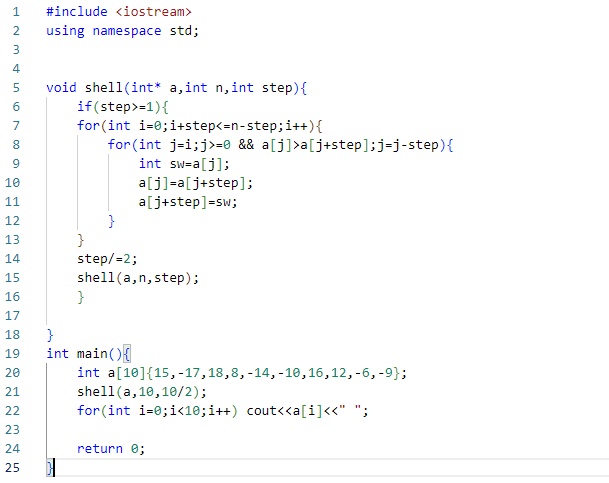 1 #include <iostream>
2 using namespace std;
3
4
5 void shell(int* a,int n,int step){
6     if(step>=1){
7     for(int i=0;i+step<=n-step;i++){
8         for(int j=i;j>=0 && a[j]>a[j+step];j=j-step){
9             int sw=a[j];
10             a[j]=a[j+step];
11             a[j+step]=sw;
12         }
13     }
14     step/=2;
15     shell(a,n,step);
16     }
17
18 }
19 int main(){
20     int a[10]{15,-17,18,8,-14,-10,16,12,-6,-9};
21     shell(a,10,10/2);
22     for(int i=0;i<10;i++) cout<<a[i]<<" ";
23
24     return 0;
25 }